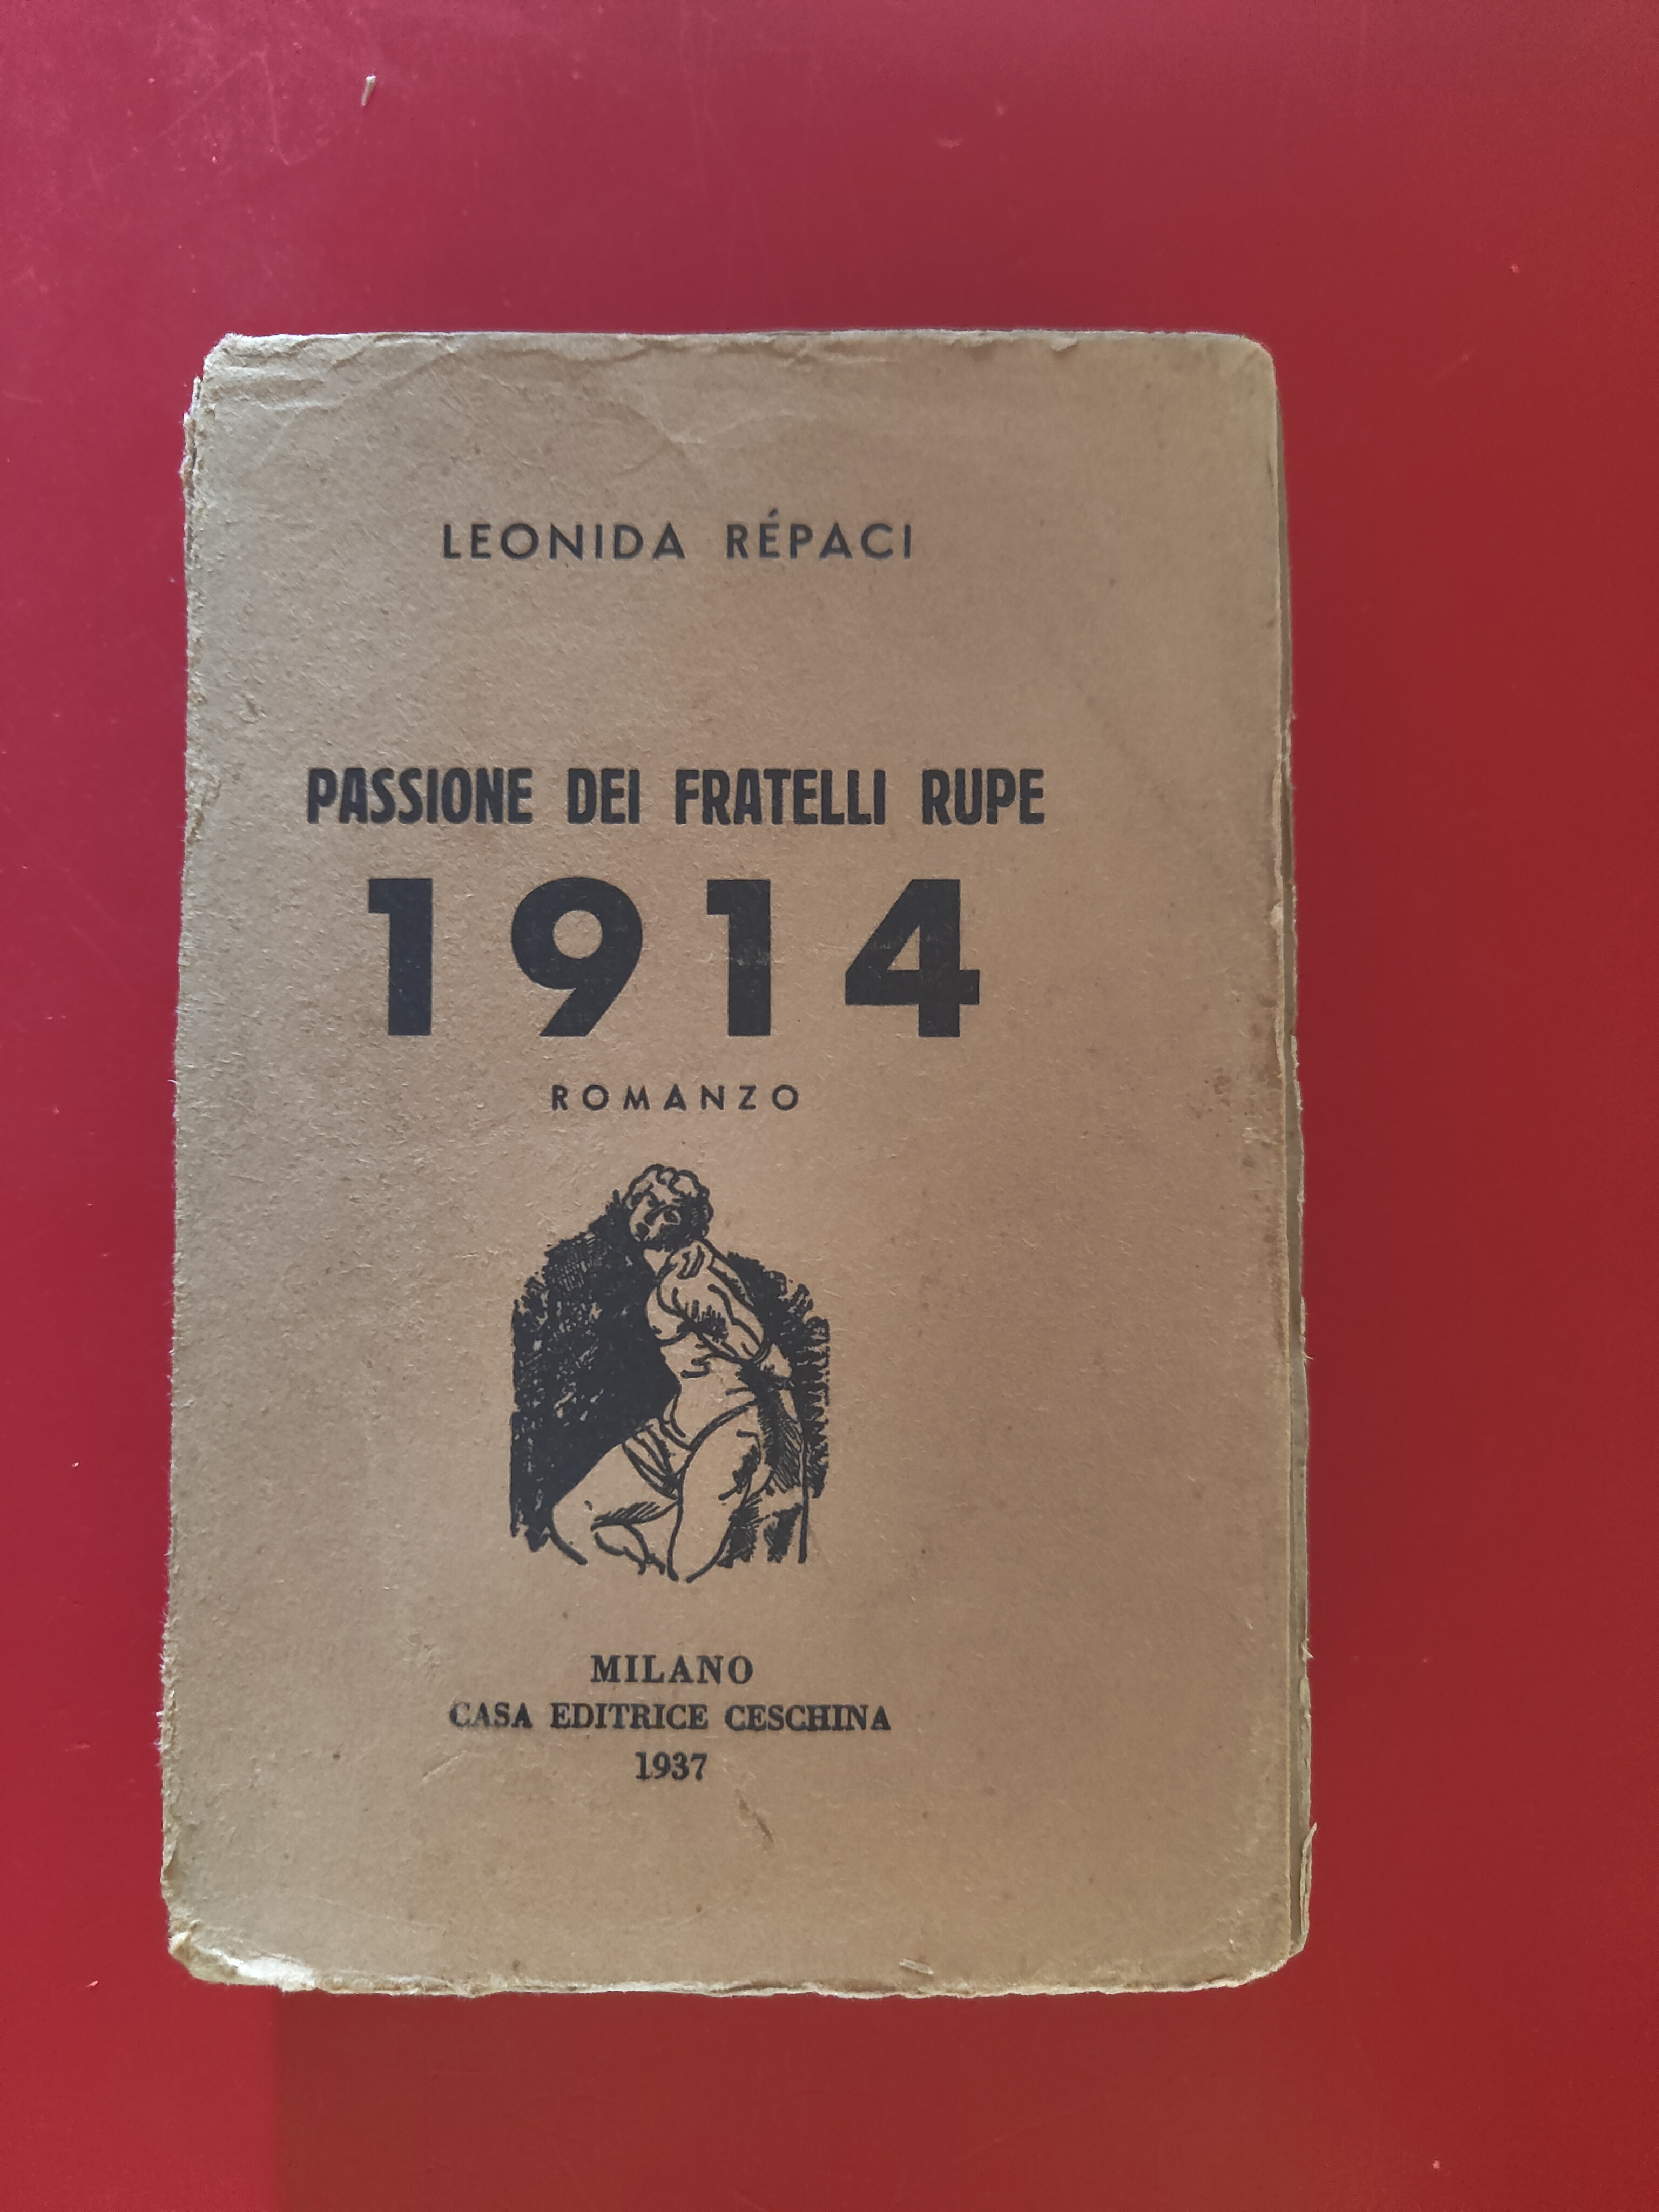 LEONIDA RÉPACI
PASSIONE DEI FRATELLI RUPE
1914
ROMANZO
MILANO
CASA EDITRICE CESCHINA
1937